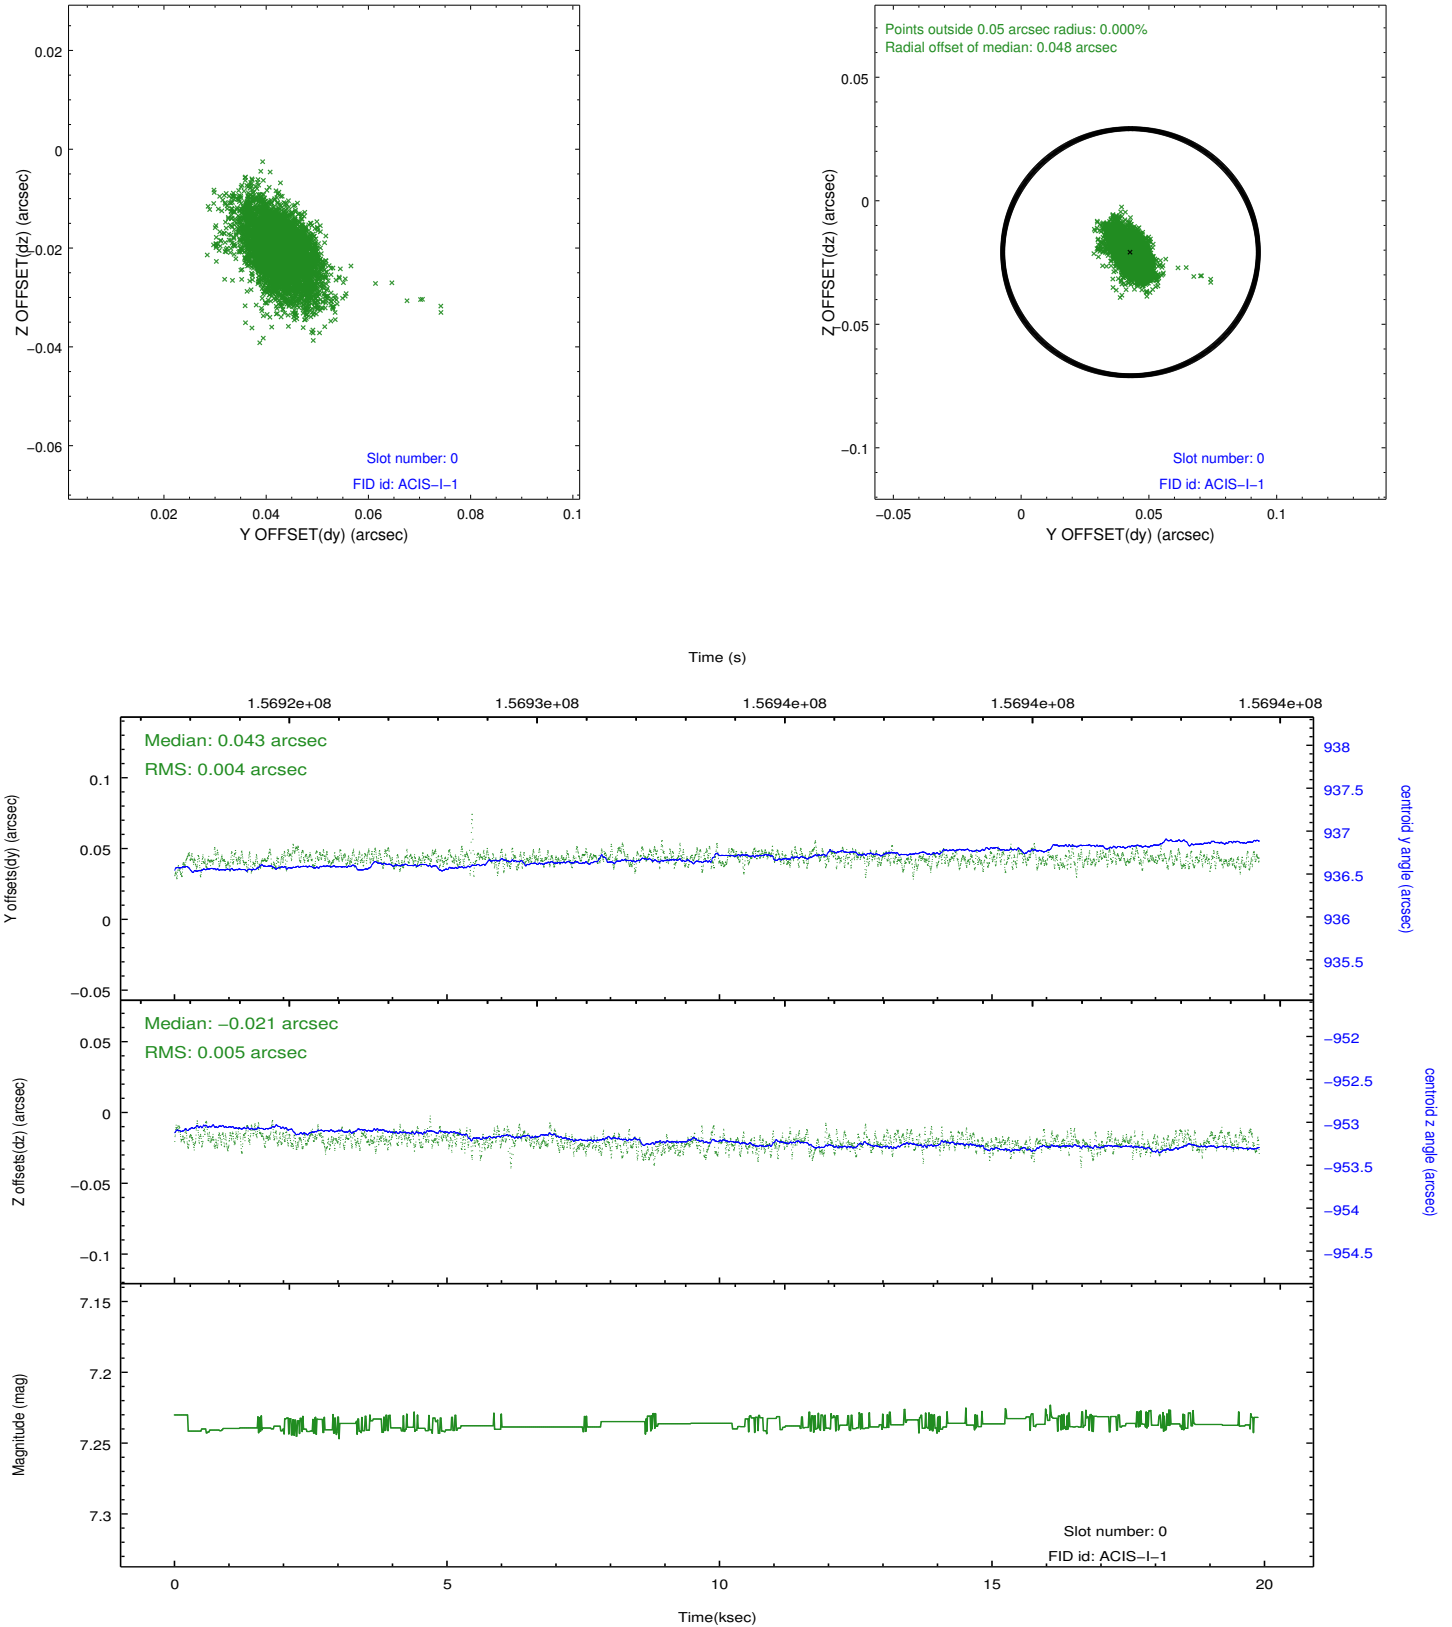 0.02
0
−0.02
−0.04
−0.06
Z OFFSET(dz) (arcsec)
Slot number: 0
FID id: ACIS−I−1
0.02 0.04 0.06 0.08 0.1
Y OFFSET(dy) (arcsec)
Points outside 0.05 arcsec radius: 0.000%
Radial offset of median: 0.048 arcsec
0.05
0
−0.05
−0.1
Z OFFSET(dz) (arcsec)
Slot number: 0
FID id: ACIS−I−1
−0.05 0 0.05 0.1
Y OFFSET(dy) (arcsec)
Time (s)
1.5692e+08 1.5693e+08 1.5694e+08 1.5694e+08 1.5694e+08
Median: 0.043 arcsec
RMS: 0.004 arcsec
0.1
0.05
0
−0.05
Y offsets(dy) (arcsec)
938
937.5
937
936.5
936
935.5
centroid y angle (arcsec)
Median: −0.021 arcsec
RMS: 0.005 arcsec
0.05
0
−0.05
−0.1
Z offsets(dz) (arcsec)
−952
−952.5
−953
−953.5
−954
−954.5
centroid z angle (arcsec)
7.15
7.2
7.25
7.3
Magnitude (mag)
Slot number: 0
FID id: ACIS−I−1
0 5 10 15 20
Time(ksec)